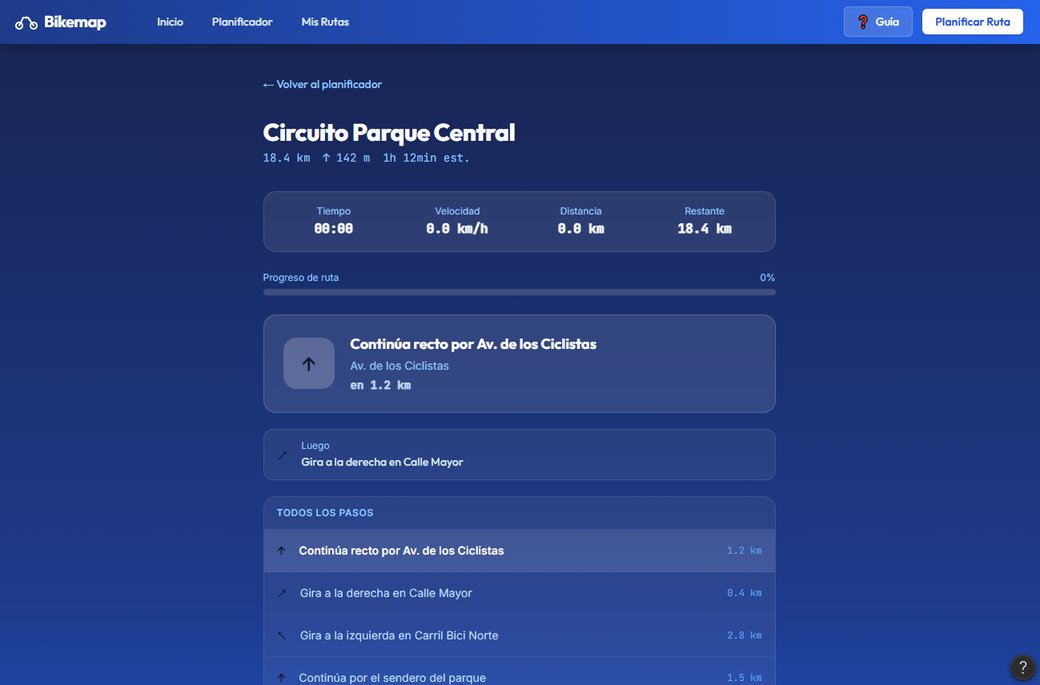 Bikemap
Inicio
Planificador
Mis Rutas
❓ Guía
Planificar Ruta
← Volver al planificador
Circuito Parque Central
18.4 km ↑ 142 m 1h 12min est.
Tiempo
00:00
Velocidad
0.0 km/h
Distancia
0.0 km
Restante
18.4 km
Progreso de ruta
0%
↑
Continúa recto por Av. de los Ciclistas
Av. de los Ciclistas
en 1.2 km
↗
Luego
Gira a la derecha en Calle Mayor
TODOS LOS PASOS
↑ Continúa recto por Av. de los Ciclistas 1.2 km
↗ Gira a la derecha en Calle Mayor 0.4 km
↖ Gira a la izquierda en Carril Bici Norte 2.8 km
↑ Continúa por el sendero del parque 1.5 km
?